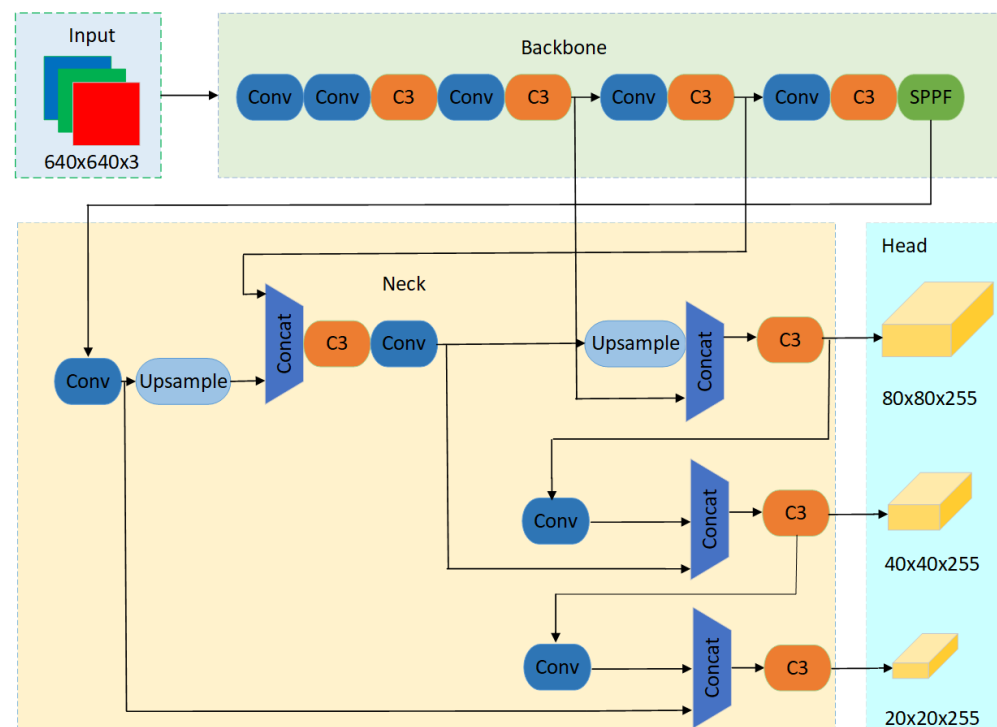 Input
640x640x3
Backbone
Conv
Conv
C3
Conv
C3
Conv
C3
Conv
C3
SPPF
Neck
Conv
Upsample
Concat
C3
Conv
Upsample
Concat
C3
Conv
Concat
C3
Conv
Concat
C3
Head
80x80x255
40x40x255
20x20x255